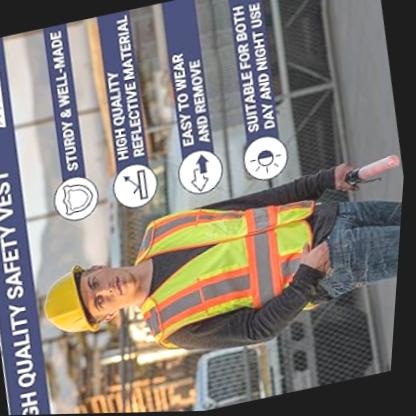 GH QUALITY SAFETY VEST
STURDY & WELL-MADE
HIGH QUALITY
REFLECTIVE MATERIAL
EASY TO WEAR
AND REMOVE
SUITABLE FOR BOTH
DAY AND NIGHT USE